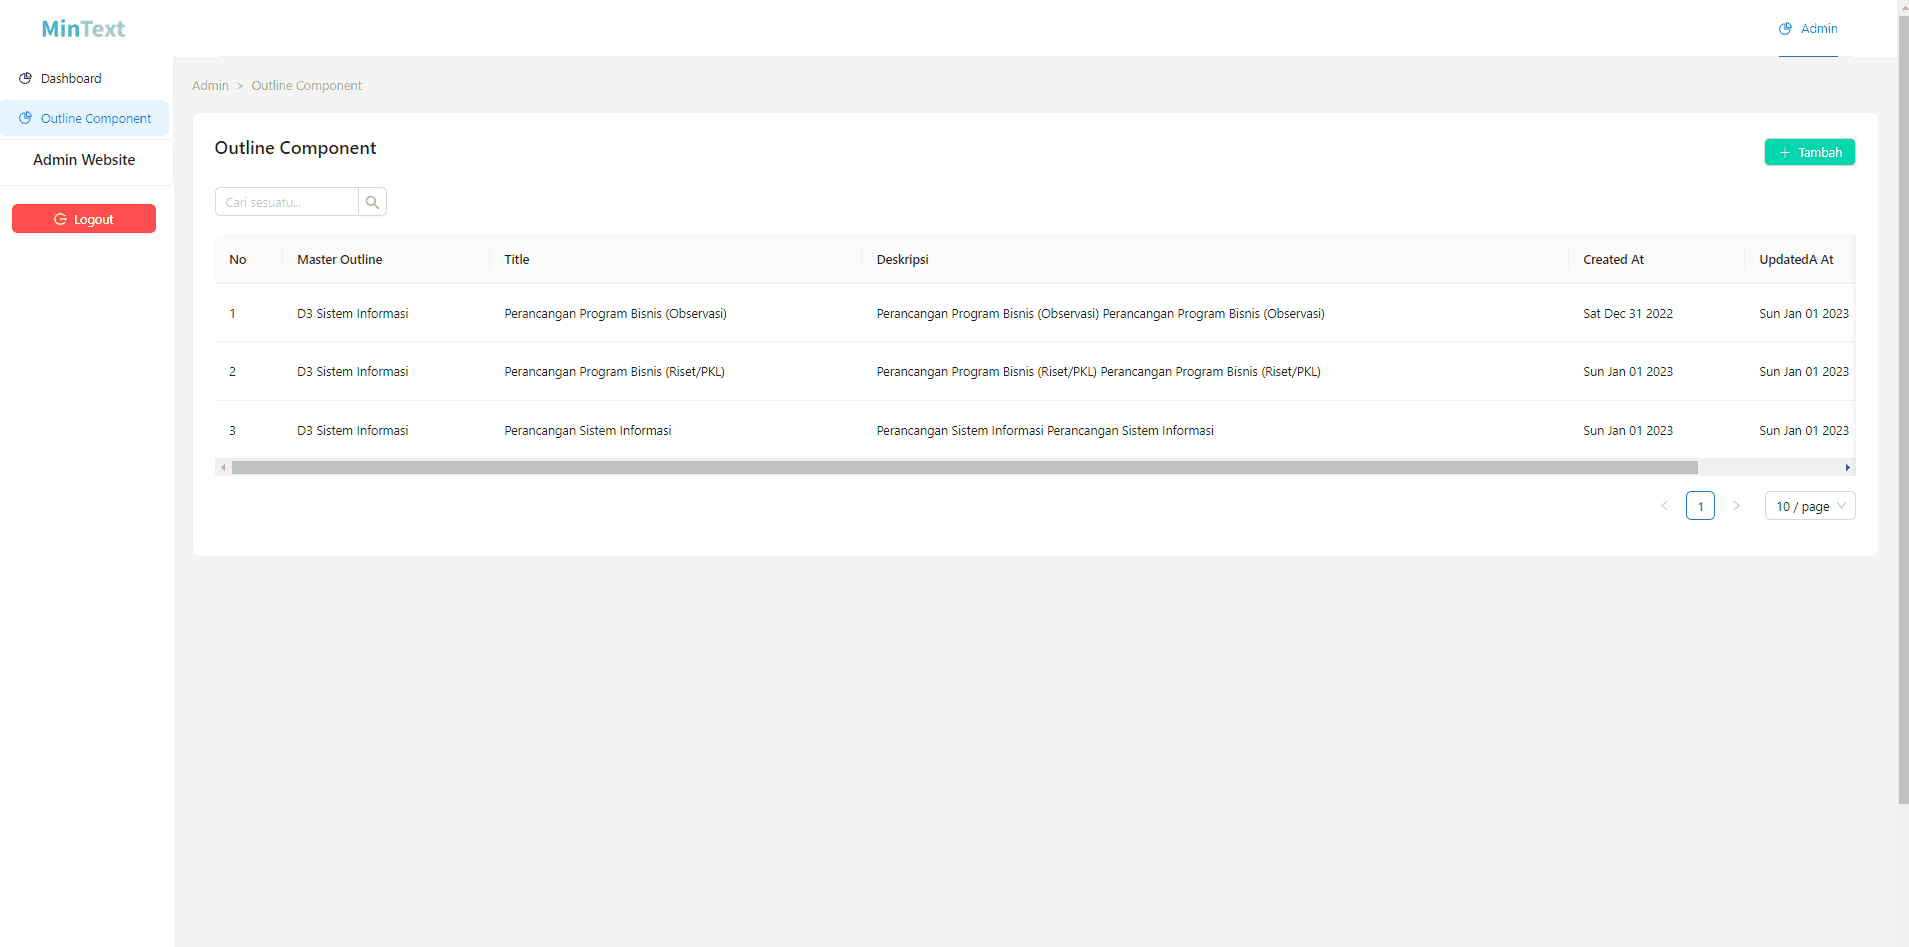 MinText
Admin
Dashboard
Outline Component
Admin Website
Logout
Admin > Outline Component
Outline Component
+ Tambah
Cari sesuatu...
No Master Outline Title Deskripsi Created At UpdatedA At
1 D3 Sistem Informasi Perancangan Program Bisnis (Observasi) Perancangan Program Bisnis (Observasi) Perancangan Program Bisnis (Observasi) Sat Dec 31 2022 Sun Jan 01 2023
2 D3 Sistem Informasi Perancangan Program Bisnis (Riset/PKL) Perancangan Program Bisnis (Riset/PKL) Perancangan Program Bisnis (Riset/PKL) Sun Jan 01 2023 Sun Jan 01 2023
3 D3 Sistem Informasi Perancangan Sistem Informasi Perancangan Sistem Informasi Perancangan Sistem Informasi Sun Jan 01 2023 Sun Jan 01 2023
< 1 > 10 / page